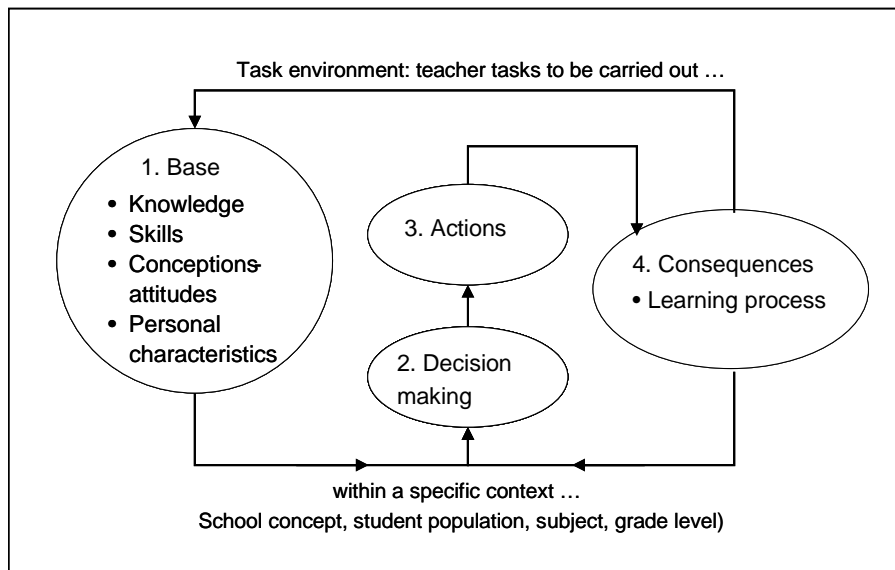 Task environment: teacher tasks to be carried out …
1. Base
• Knowledge
• Skills
• Conceptions-
attitudes
• Personal
characteristics
3. Actions
4. Consequences
• Learning process
2. Decision
making
within a specific context …
School concept, student population, subject, grade level)